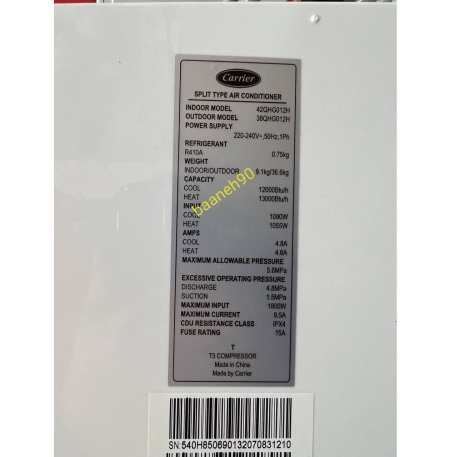 Carrier
SPLIT TYPE AIR CONDITIONER
INDOOR MODEL 42QHG012H
OUTDOOR MODEL 38QHG012H
POWER SUPPLY
220-240V~,50Hz,1Ph
REFRIGERANT
R410A 0.75kg
WEIGHT
INDOOR/OUTDOOR 9.1kg/36.6kg
CAPACITY
COOL 12000Btu/h
HEAT 13000Btu/h
INPUT
COOL 1090W
HEAT 1055W
AMPS
COOL 4.8A
HEAT 4.6A
MAXIMUM ALLOWABLE PRESSURE
5.6MPa
EXCESSIVE OPERATING PRESSURE
DISCHARGE 4.8MPa
SUCTION 1.5MPa
MAXIMUM INPUT 1800W
MAXIMUM CURRENT 9.5A
CDU RESISTANCE CLASS IPX4
FUSE RATING 15A
T
T3 COMPRESSOR
Made in China
Made by Carrier
baaneh90
SN:540H850690132070831210